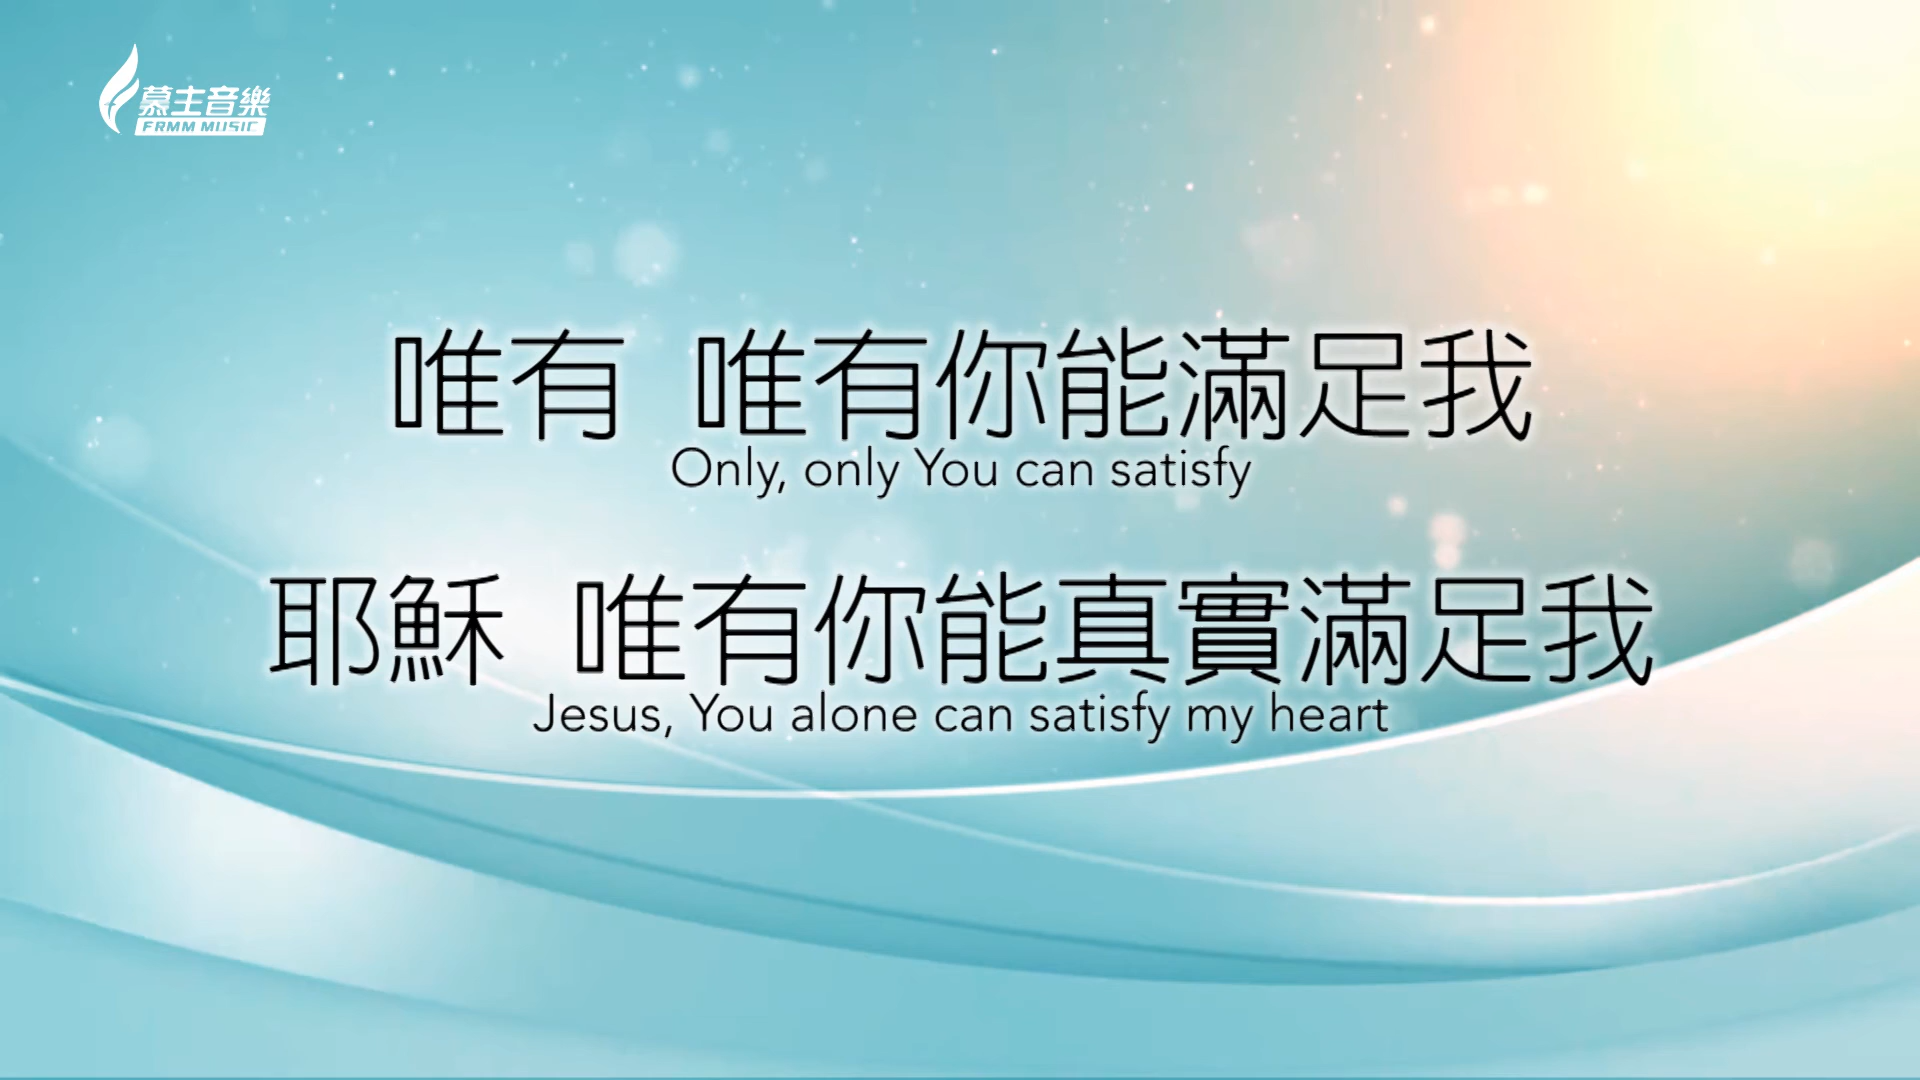 慕主音樂
FRMM MUSIC
唯有 唯有你能滿足我
Only, only You can satisfy
耶穌 唯有你能真實滿足我
Jesus, You alone can satisfy my heart